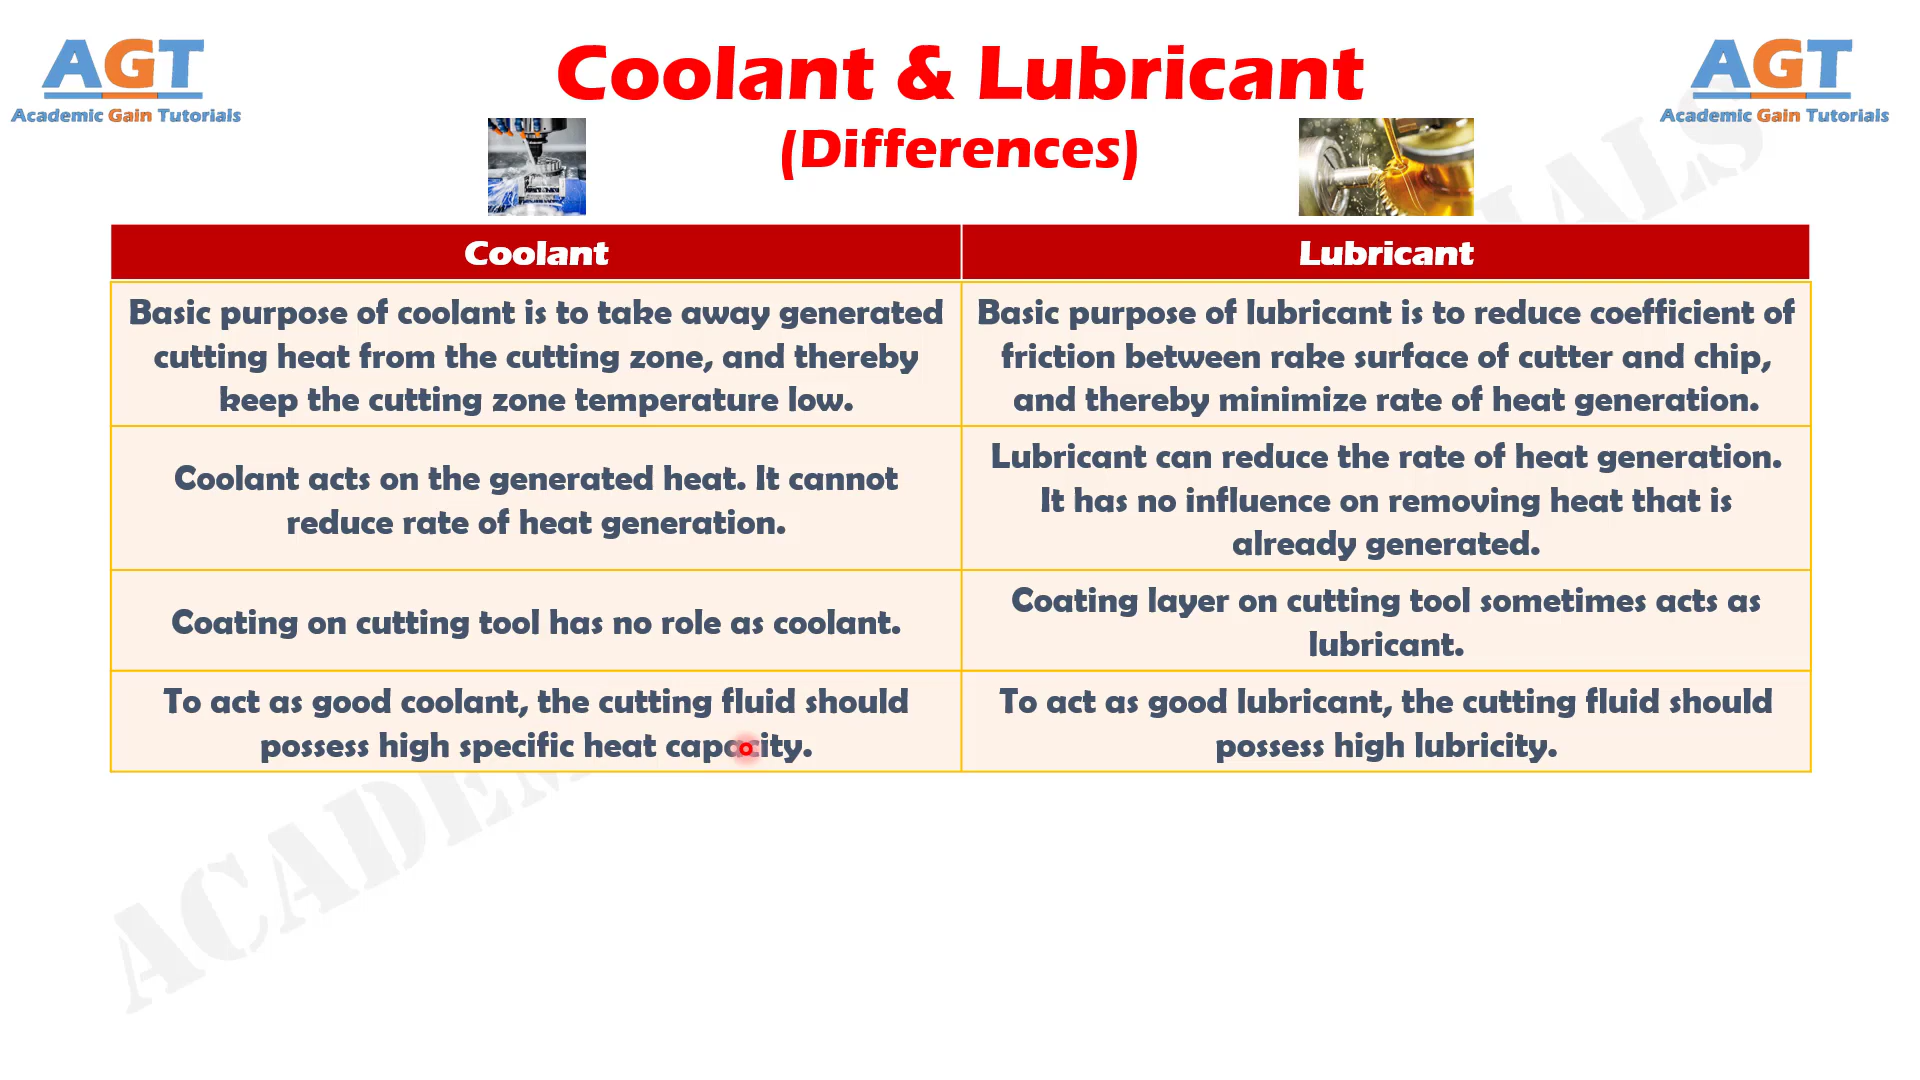 AGT
Academic Gain Tutorials
Coolant & Lubricant
(Differences)
AGT
Academic Gain Tutorials
Coolant
Lubricant
Basic purpose of coolant is to take away generated
cutting heat from the cutting zone, and thereby
keep the cutting zone temperature low.
Basic purpose of lubricant is to reduce coefficient of
friction between rake surface of cutter and chip,
and thereby minimize rate of heat generation.
Coolant acts on the generated heat. It cannot
reduce rate of heat generation.
Lubricant can reduce the rate of heat generation.
It has no influence on removing heat that is
already generated.
Coating on cutting tool has no role as coolant.
Coating layer on cutting tool sometimes acts as
lubricant.
To act as good coolant, the cutting fluid should
possess high specific heat capacity.
To act as good lubricant, the cutting fluid should
possess high lubricity.